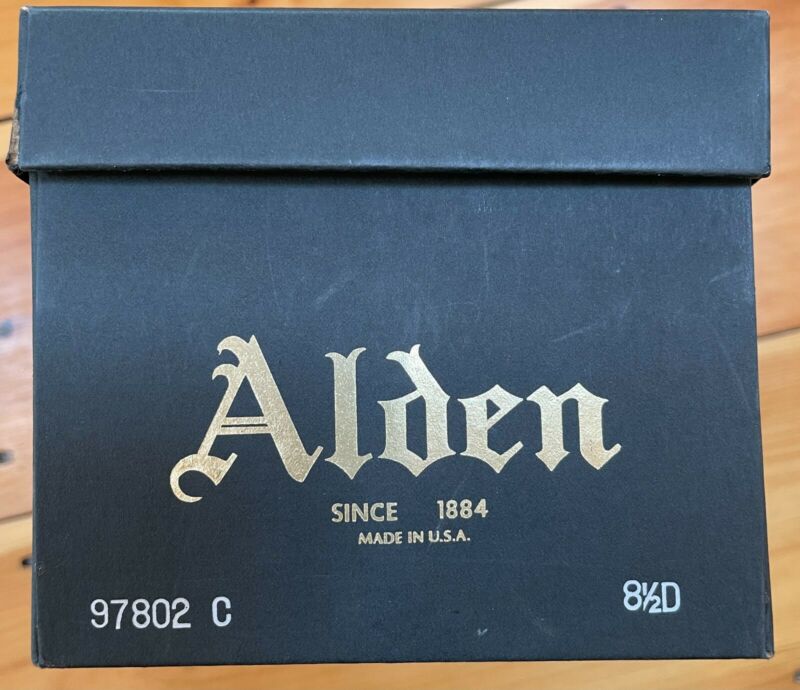 Alden
SINCE 1884
MADE IN U.S.A.
97802 C
8½D